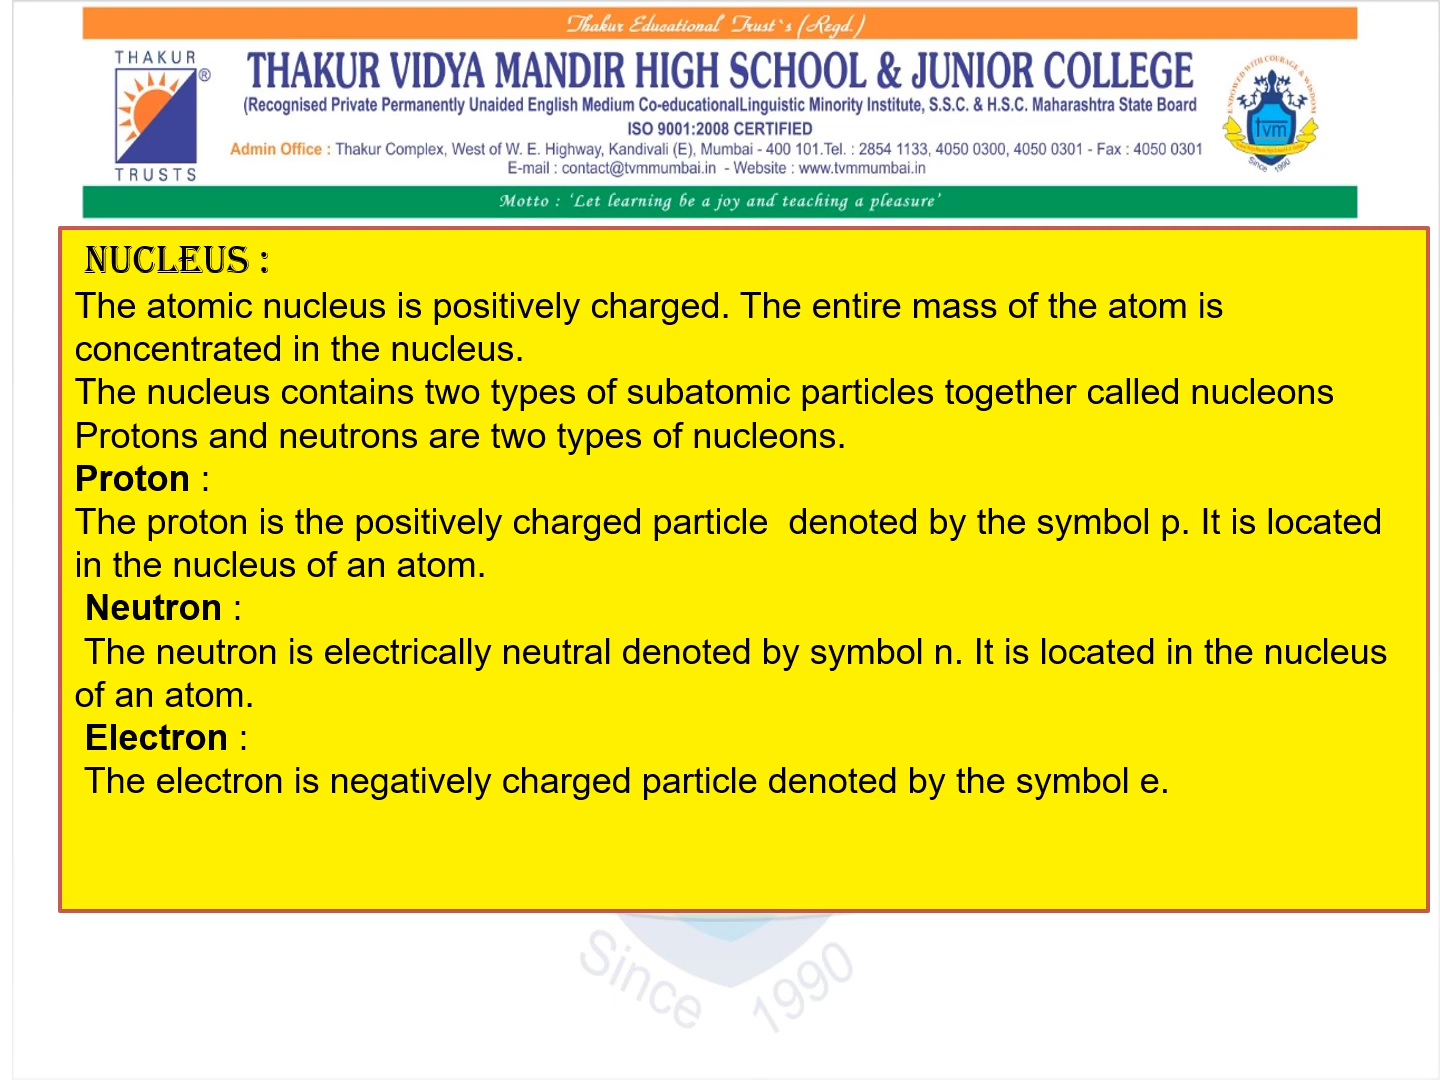 Thakur Educational Trust`s (Regd.)
THAKUR
®
TRUSTS
THAKUR VIDYA MANDIR HIGH SCHOOL & JUNIOR COLLEGE
(Recognised Private Permanently Unaided English Medium Co-educationalLinguistic Minority Institute, S.S.C. & H.S.C. Maharashtra State Board
ISO 9001:2008 CERTIFIED
Admin Office : Thakur Complex, West of W. E. Highway, Kandivali (E), Mumbai - 400 101.Tel. : 2854 1133, 4050 0300, 4050 0301 - Fax : 4050 0301
E-mail : contact@tvmmumbai.in - Website : www.tvmmumbai.in
ENDOWED WITH COURAGE & WISDOM
tvm
Since 1990
Motto : ‘Let learning be a joy and teaching a pleasure’
NUCLEUS :
The atomic nucleus is positively charged. The entire mass of the atom is
concentrated in the nucleus.
The nucleus contains two types of subatomic particles together called nucleons
Protons and neutrons are two types of nucleons.
Proton :
The proton is the positively charged particle denoted by the symbol p. It is located
in the nucleus of an atom.
Neutron :
The neutron is electrically neutral denoted by symbol n. It is located in the nucleus
of an atom.
Electron :
The electron is negatively charged particle denoted by the symbol e.
Since 1990